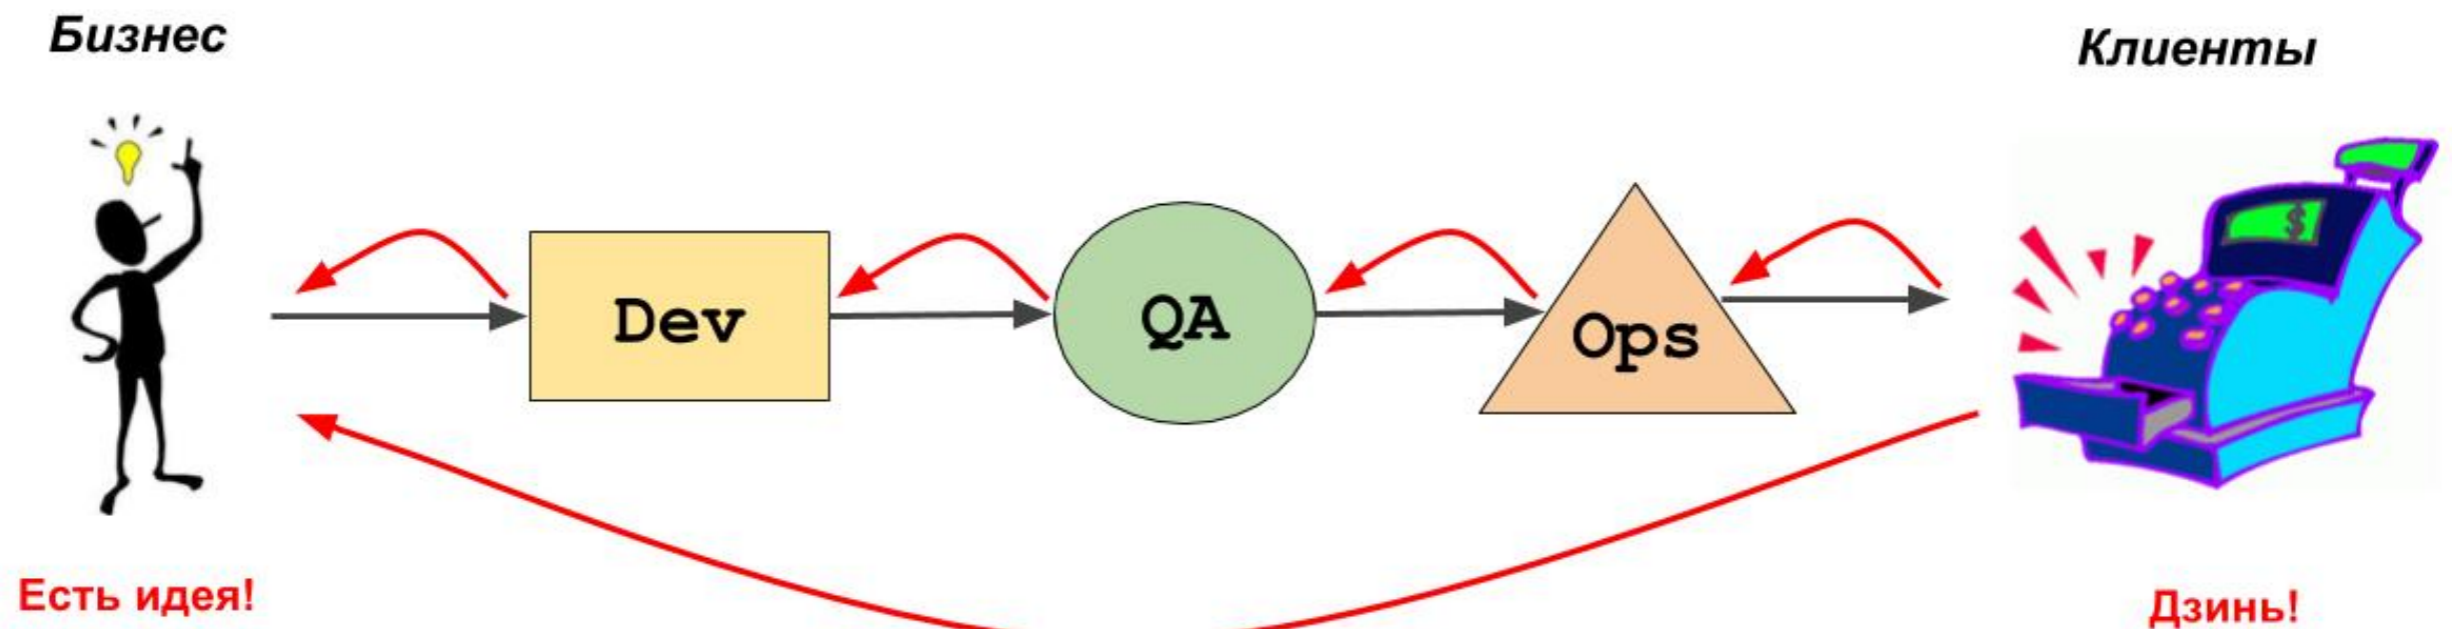 Бизнес
Клиенты
Dev
QA
Ops
$
Есть идея!
Дзинь!